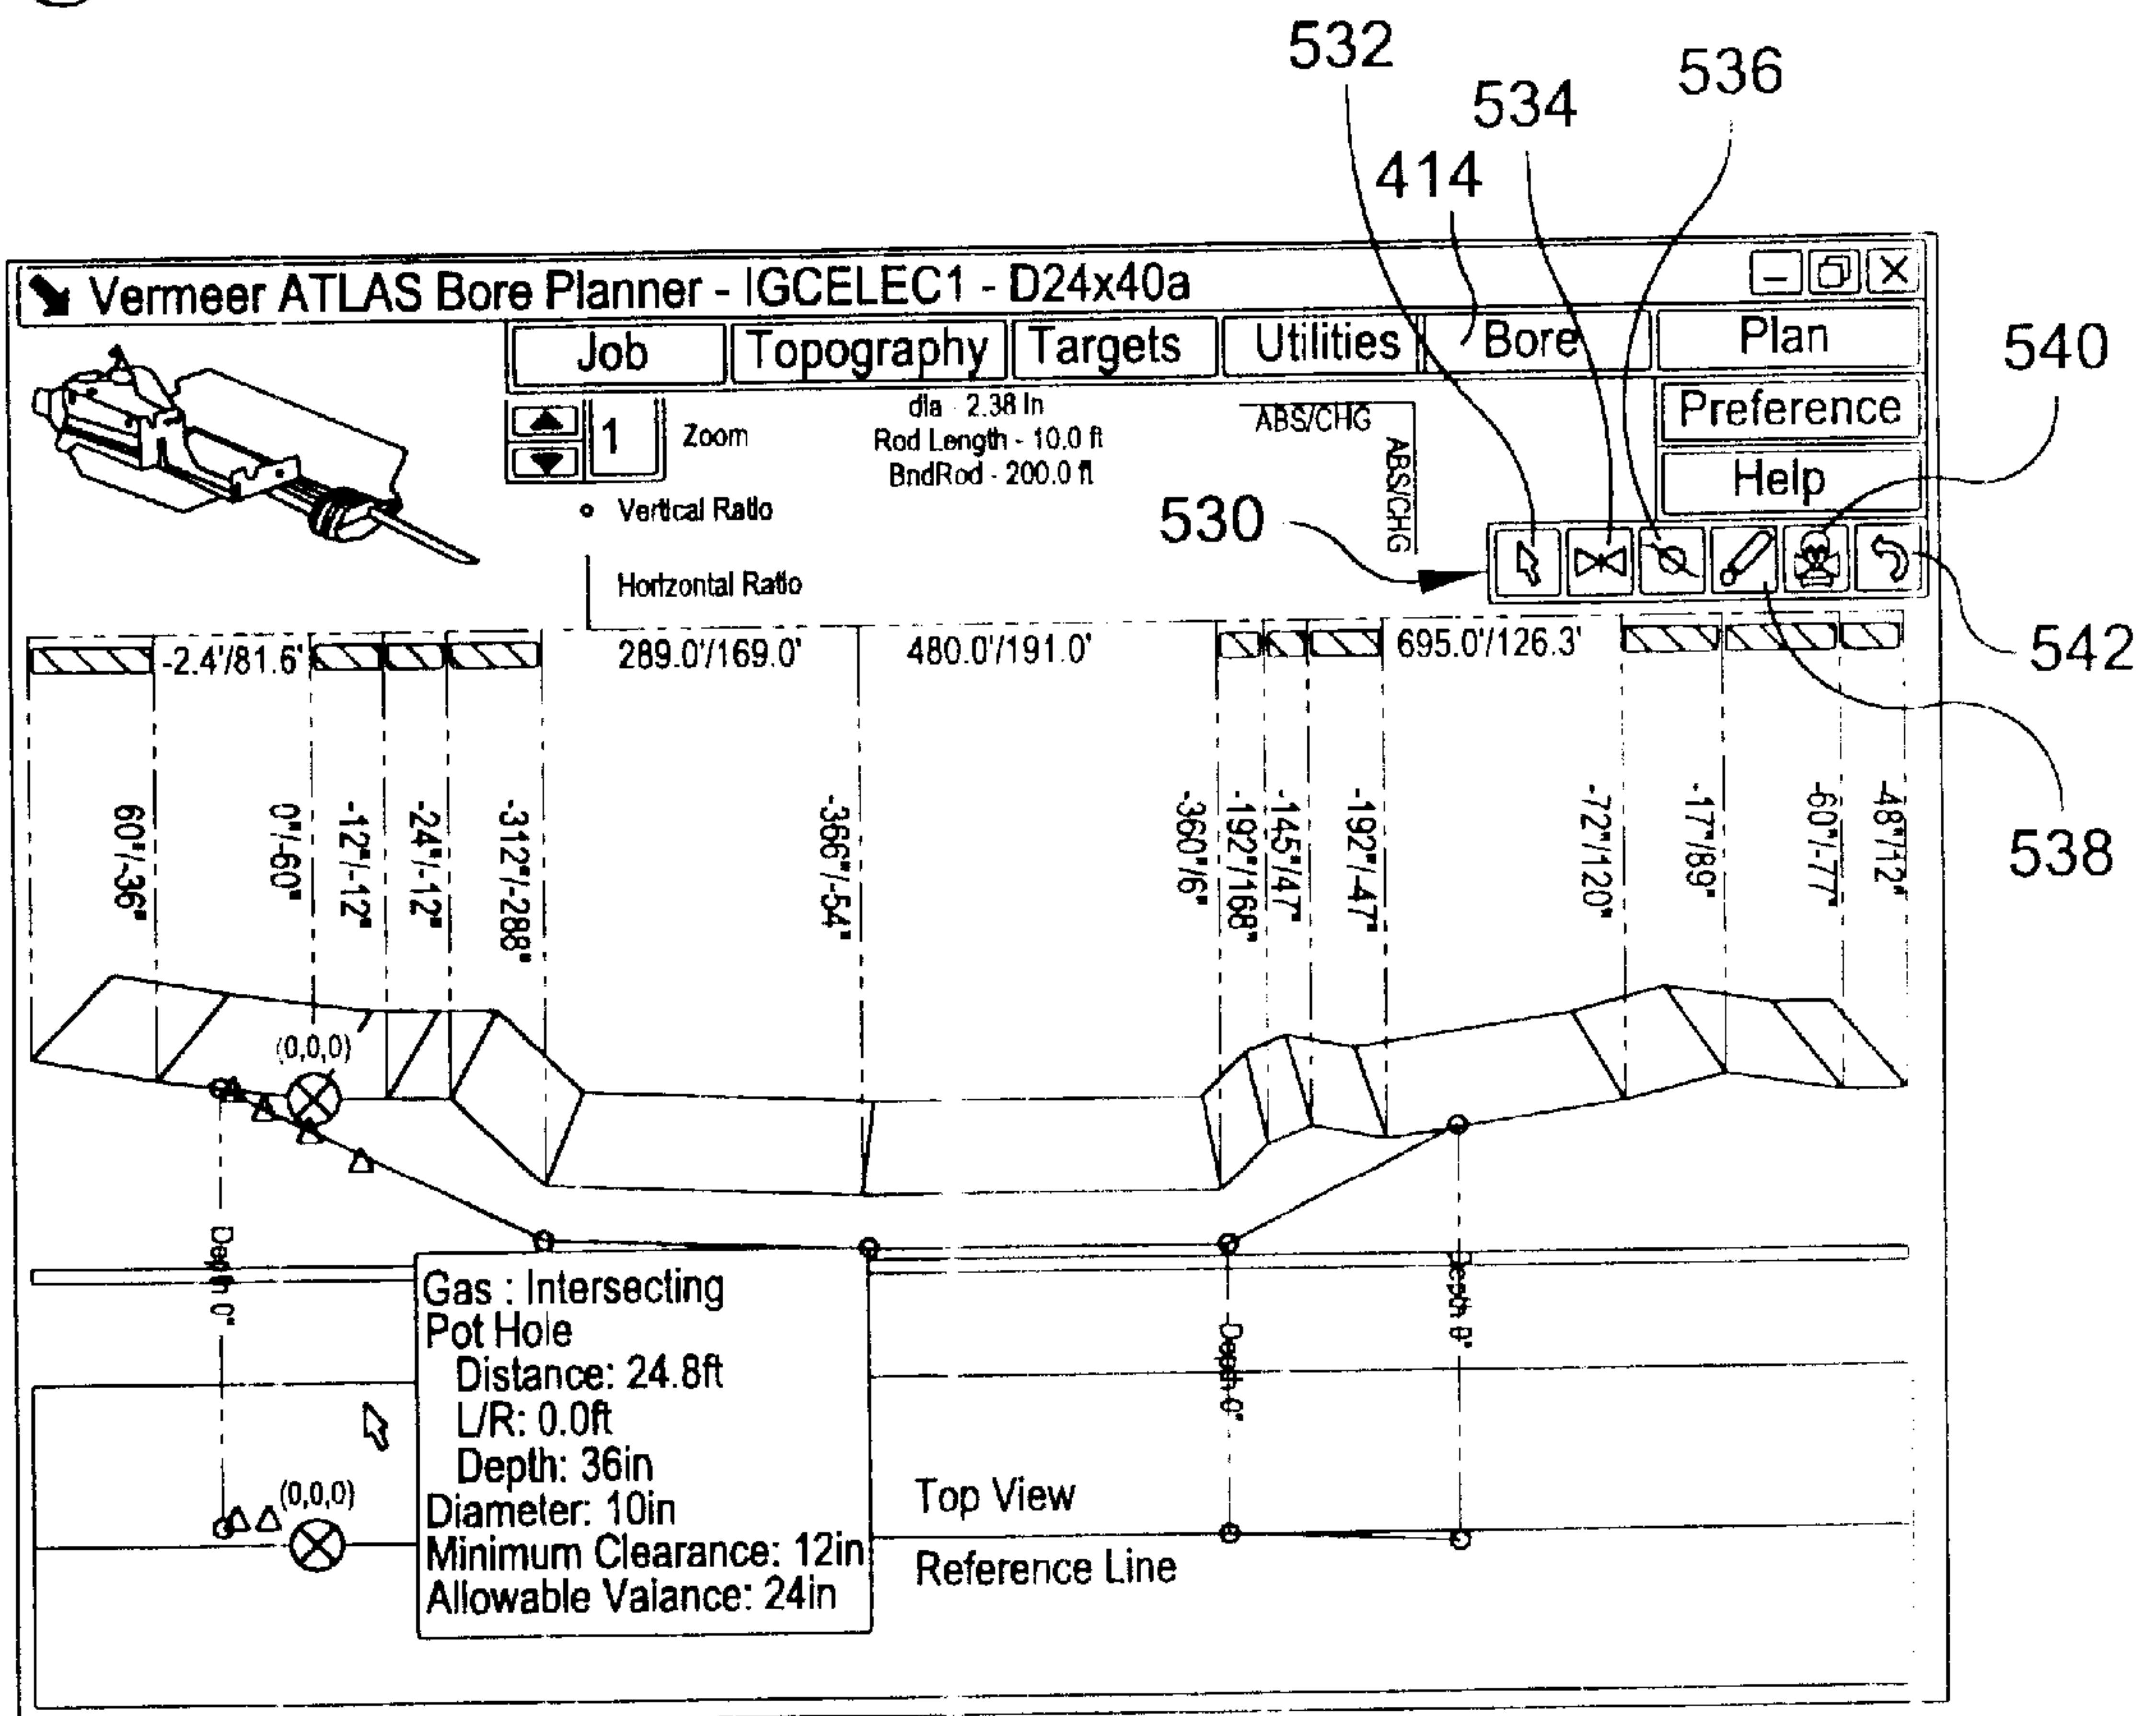 532
534
536
414
Vermeer ATLAS Bore Planner - IGCELEC1 - D24x40a
Job
Topography
Targets
Utilities
Bore
Plan
540
1
Zoom
dia - 2.38 In
Rod Length - 10.0 ft
BndRod - 200.0 ft
ABS/CHG
ABS/CHG
Preference
Help
Vertical Ratio
530
Hortzontal Ratio
-2.4'/81.6'
289.0'/169.0'
480.0'/191.0'
695.0'/126.3'
542
60"/-36"
0"/-60"
-12"/-12"
-24"/-12"
-312"/-288"
-366"/-54"
-360"/6"
-192"/168"
-145"/47"
-192"/-47"
-72"/120"
-17"/89"
-60"/-77"
-48"/12"
538
(0,0,0)
Depth 0"
Depth 0"
Depth 0"
Gas : Intersecting
Pot Hole
Distance: 24.8ft
L/R: 0.0ft
Depth: 36in
Diameter: 10in
Minimum Clearance: 12in
Allowable Vaiance: 24in
(0,0,0)
Top View
Reference Line